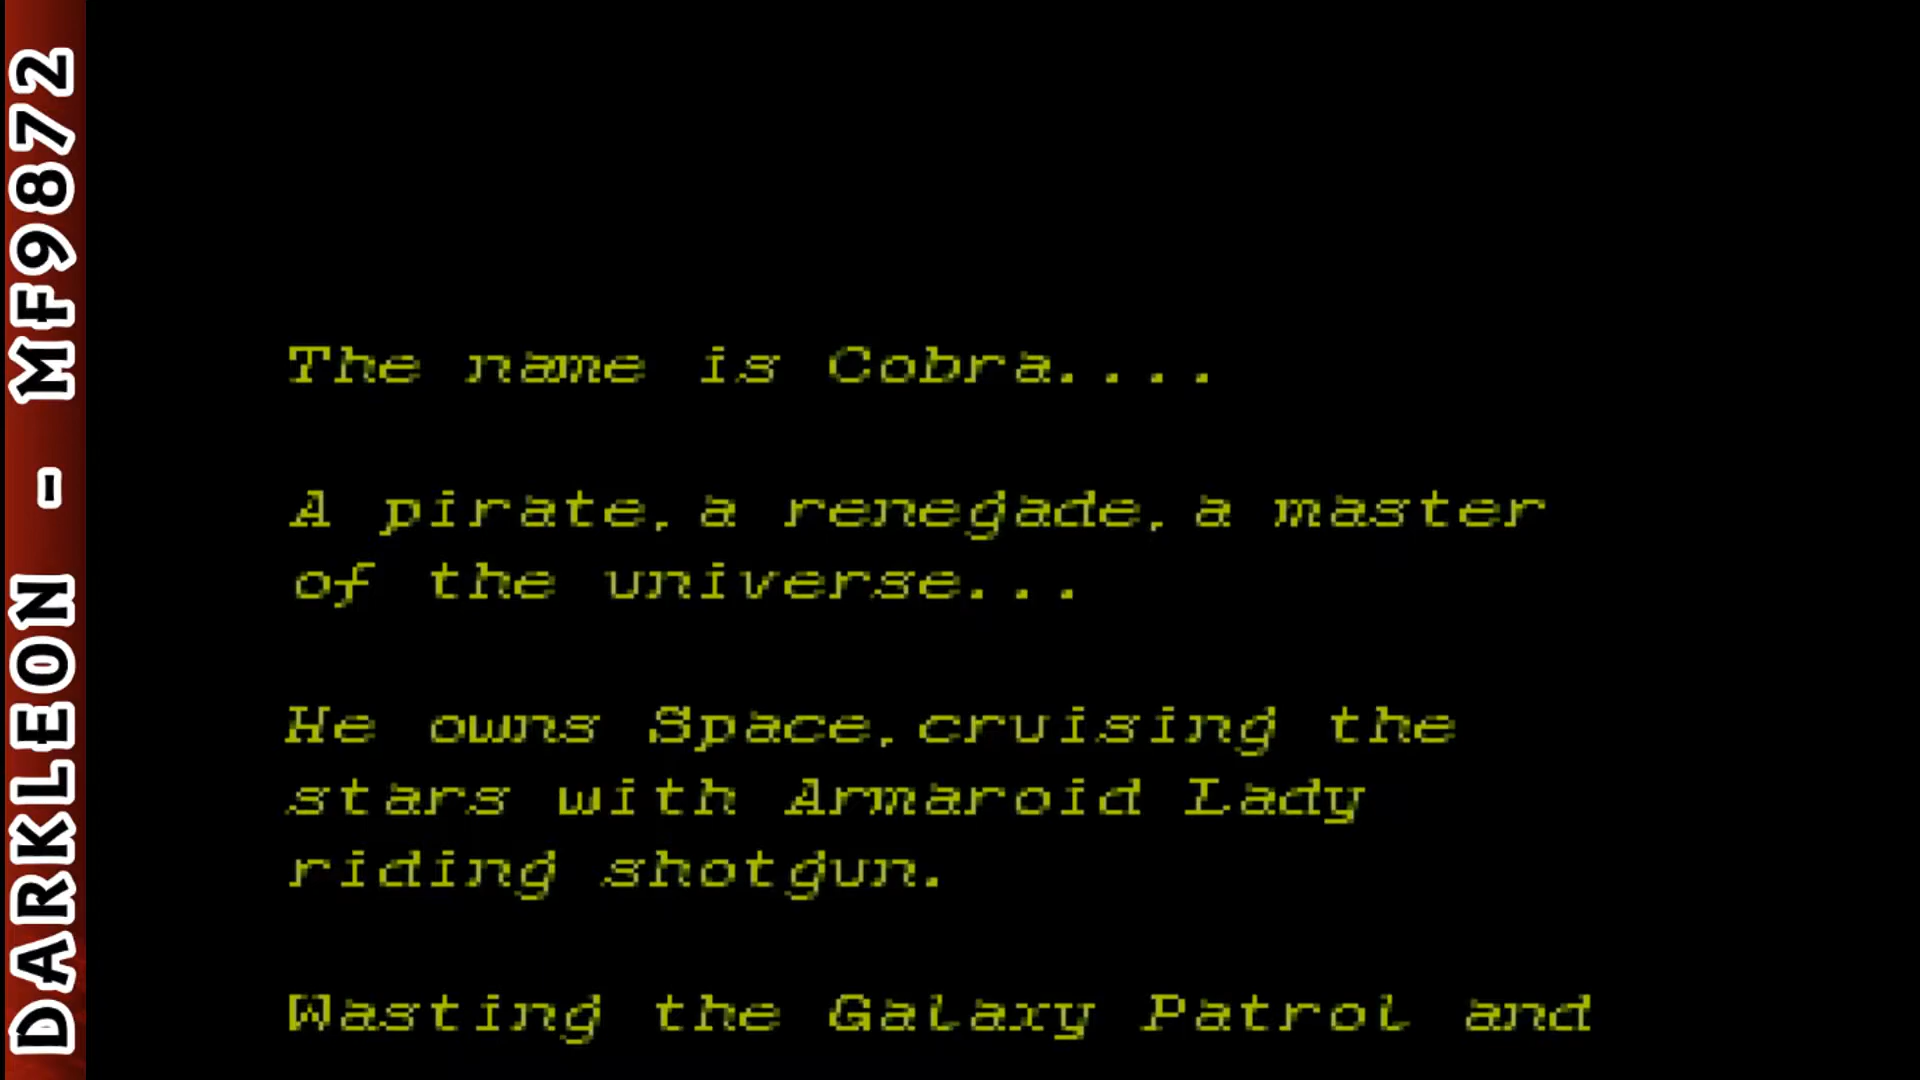 DARKLEON - MF9872
The name is Cobra....
A pirate, a renegade, a master
of the universe...
He owns Space, cruising the
stars with Armaroid Lady
riding shotgun.
Wasting the Galaxy Patrol and